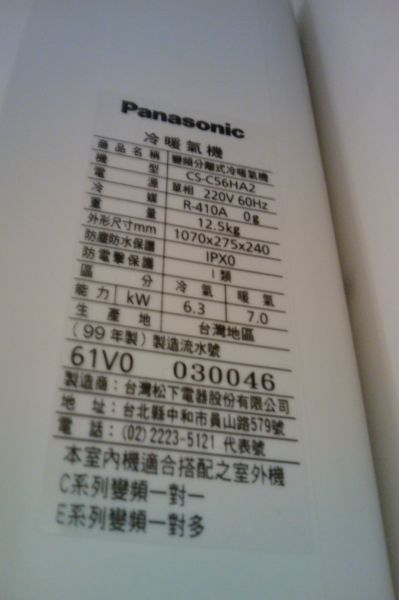 Panasonic
冷暖氣機
商品名稱 變頻分離式冷暖氣機
機型 CS-C56HA2
電源 單相 220V 60Hz
冷媒 R-410A 0g
重量 12.5kg
外形尺寸mm 1070x275x240
防塵防水保護 IPX0
防電擊保護 I 類
區分 冷氣 暖氣
能力 kW 6.3 7.0
生產地 台灣地區
(99年製) 製造流水號
61V0 030046
製造商：台灣松下電器股份有限公司
地 址：台北縣中和市員山路579號
電 話：(02) 2223-5121 代表號
本室內機適合搭配之室外機
C系列變頻一對一
E系列變頻一對多